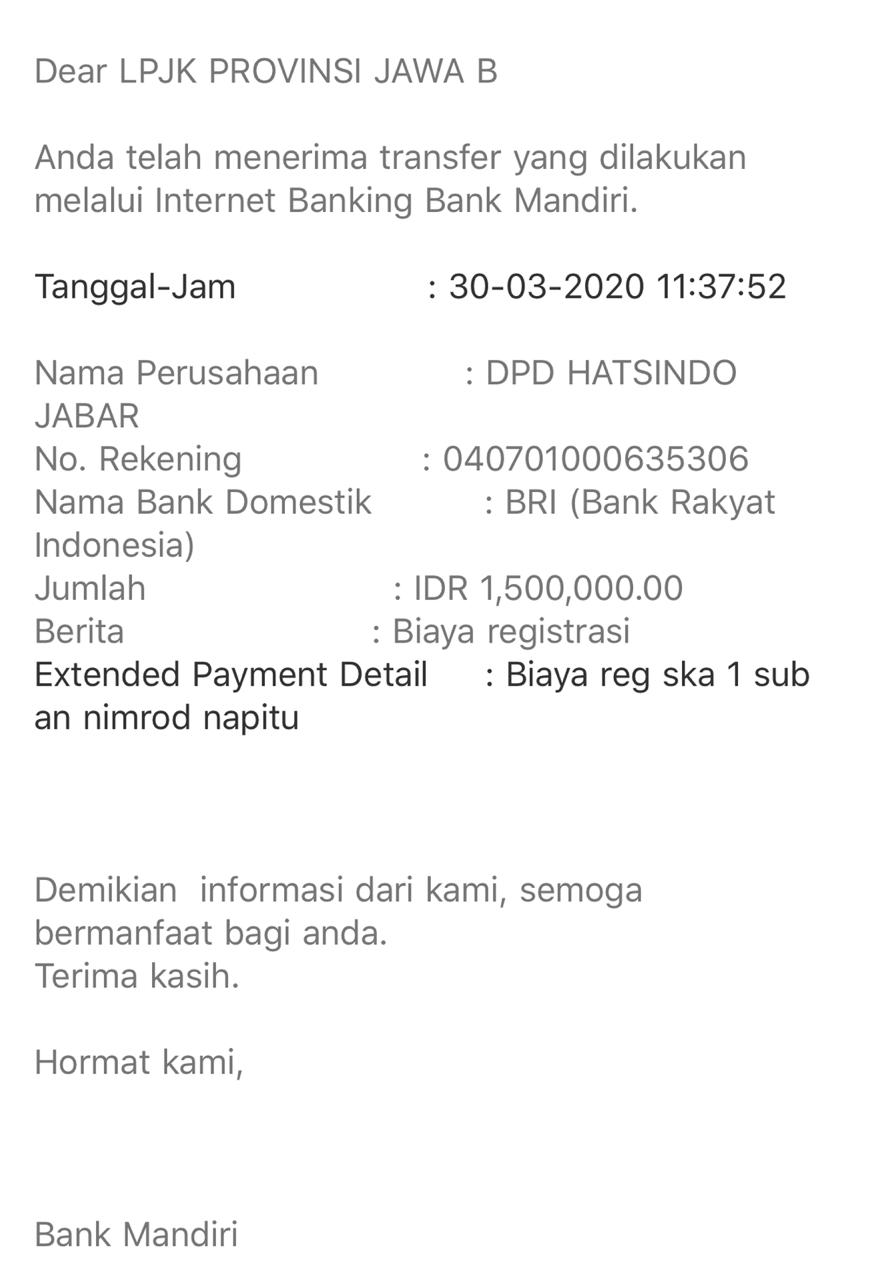 Dear LPJK PROVINSI JAWA B
Anda telah menerima transfer yang dilakukan
melalui Internet Banking Bank Mandiri.
Tanggal-Jam : 30-03-2020 11:37:52
Nama Perusahaan : DPD HATSINDO
JABAR
No. Rekening : 040701000635306
Nama Bank Domestik : BRI (Bank Rakyat
Indonesia)
Jumlah : IDR 1,500,000.00
Berita : Biaya registrasi
Extended Payment Detail : Biaya reg ska 1 sub
an nimrod napitu
Demikian  informasi dari kami, semoga
bermanfaat bagi anda.
Terima kasih.
Hormat kami,
Bank Mandiri